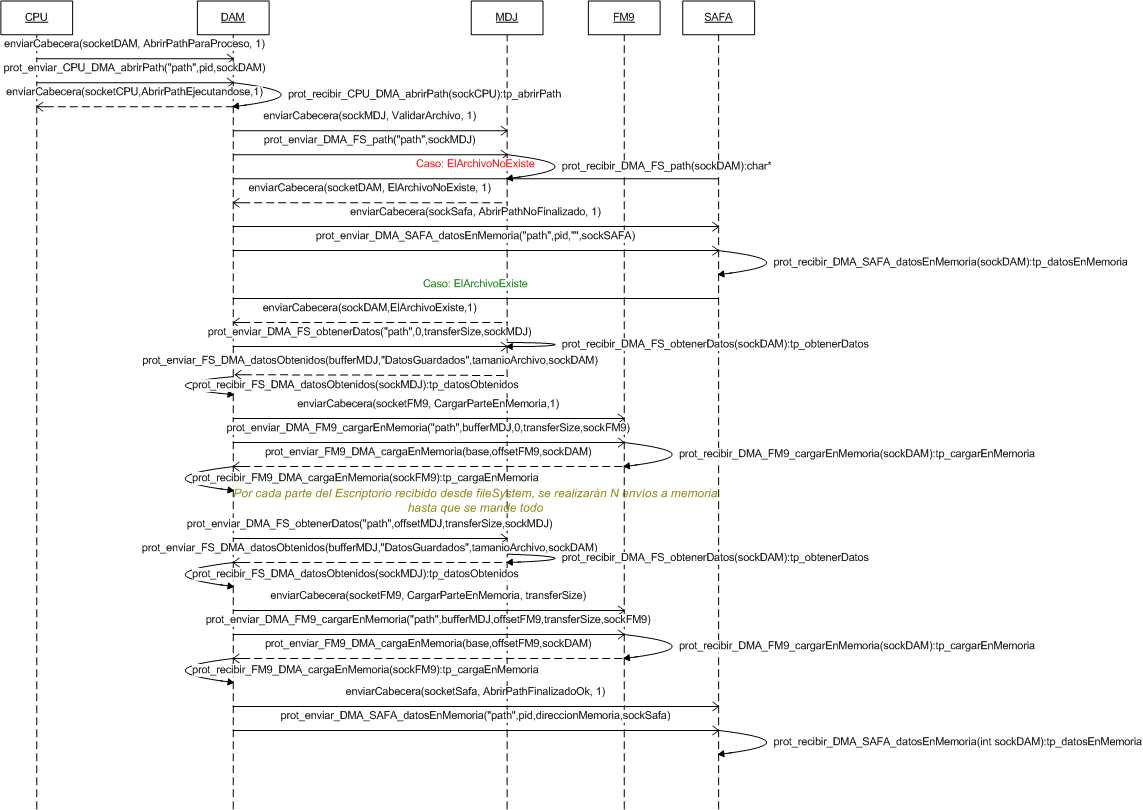 CPU DAM MDJ FM9 SAFA
enviarCabecera(socketDAM, AbrirPathParaProceso, 1)
prot_enviar_CPU_DMA_abrirPath("path",pid,sockDAM)
enviarCabecera(socketCPU,AbrirPathEjecutandose,1)
prot_recibir_CPU_DMA_abrirPath(sockCPU):tp_abrirPath
enviarCabecera(sockMDJ, ValidarArchivo, 1)
prot_enviar_DMA_FS_path("path",sockMDJ)
Caso: ElArchivoNoExiste
prot_recibir_DMA_FS_path(sockDAM):char*
enviarCabecera(socketDAM, ElArchivoNoExiste, 1)
enviarCabecera(sockSafa, AbrirPathNoFinalizado, 1)
prot_enviar_DMA_SAFA_datosEnMemoria("path",pid,"",sockSAFA)
prot_recibir_DMA_SAFA_datosEnMemoria(sockDAM):tp_datosEnMemoria
Caso: ElArchivoExiste
enviarCabecera(sockDAM,ElArchivoExiste,1)
prot_enviar_DMA_FS_obtenerDatos("path",0,transferSize,sockMDJ)
prot_recibir_DMA_FS_obtenerDatos(sockDAM):tp_obtenerDatos
prot_enviar_FS_DMA_datosObtenidos(bufferMDJ,"DatosGuardados",tamanioArchivo,sockDAM)
prot_recibir_FS_DMA_datosObtenidos(sockMDJ):tp_datosObtenidos
enviarCabecera(socketFM9, CargarParteEnMemoria,1)
prot_enviar_DMA_FM9_cargarEnMemoria("path",bufferMDJ,0,transferSize,sockFM9)
prot_enviar_FM9_DMA_cargaEnMemoria(base,offsetFM9,sockDAM)
prot_recibir_DMA_FM9_cargarEnMemoria(sockDAM):tp_cargarEnMemoria
prot_recibir_FM9_DMA_cargaEnMemoria(sockFM9):tp_cargaEnMemoria
Por cada parte del Escriptorio recibido desde fileSystem, se realizarán N envíos a memoria
hasta que se mande todo
prot_enviar_DMA_FS_obtenerDatos("path",offsetMDJ,transferSize,sockMDJ)
prot_enviar_FS_DMA_datosObtenidos(bufferMDJ,"DatosGuardados",tamanioArchivo,sockDAM)
prot_recibir_DMA_FS_obtenerDatos(sockDAM):tp_obtenerDatos
prot_recibir_FS_DMA_datosObtenidos(sockMDJ):tp_datosObtenidos
enviarCabecera(socketFM9, CargarParteEnMemoria, transferSize)
prot_enviar_DMA_FM9_cargarEnMemoria("path",bufferMDJ,offsetFM9,transferSize,sockFM9)
prot_enviar_FM9_DMA_cargaEnMemoria(base,offsetFM9,sockDAM)
prot_recibir_DMA_FM9_cargarEnMemoria(sockDAM):tp_cargarEnMemoria
prot_recibir_FM9_DMA_cargaEnMemoria(sockFM9):tp_cargaEnMemoria
enviarCabecera(socketSafa, AbrirPathFinalizadoOk, 1)
prot_enviar_DMA_SAFA_datosEnMemoria("path",pid,direccionMemoria,sockSafa)
prot_recibir_DMA_SAFA_datosEnMemoria(int sockDAM):tp_datosEnMemoria